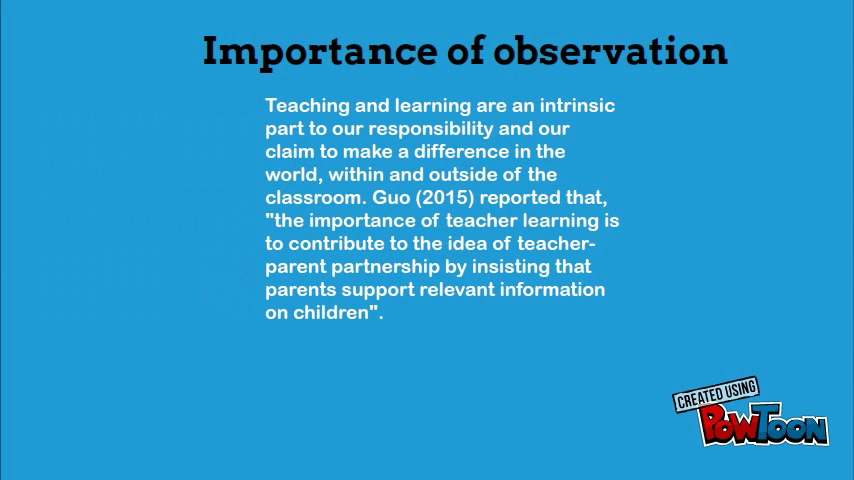 Importance of observation
Teaching and learning are an intrinsic
part to our responsibility and our
claim to make a difference in the
world, within and outside of the
classroom. Guo (2015) reported that,
"the importance of teacher learning is
to contribute to the idea of teacher-
parent partnership by insisting that
parents support relevant information
on children".
CREATED USING
POWTOON